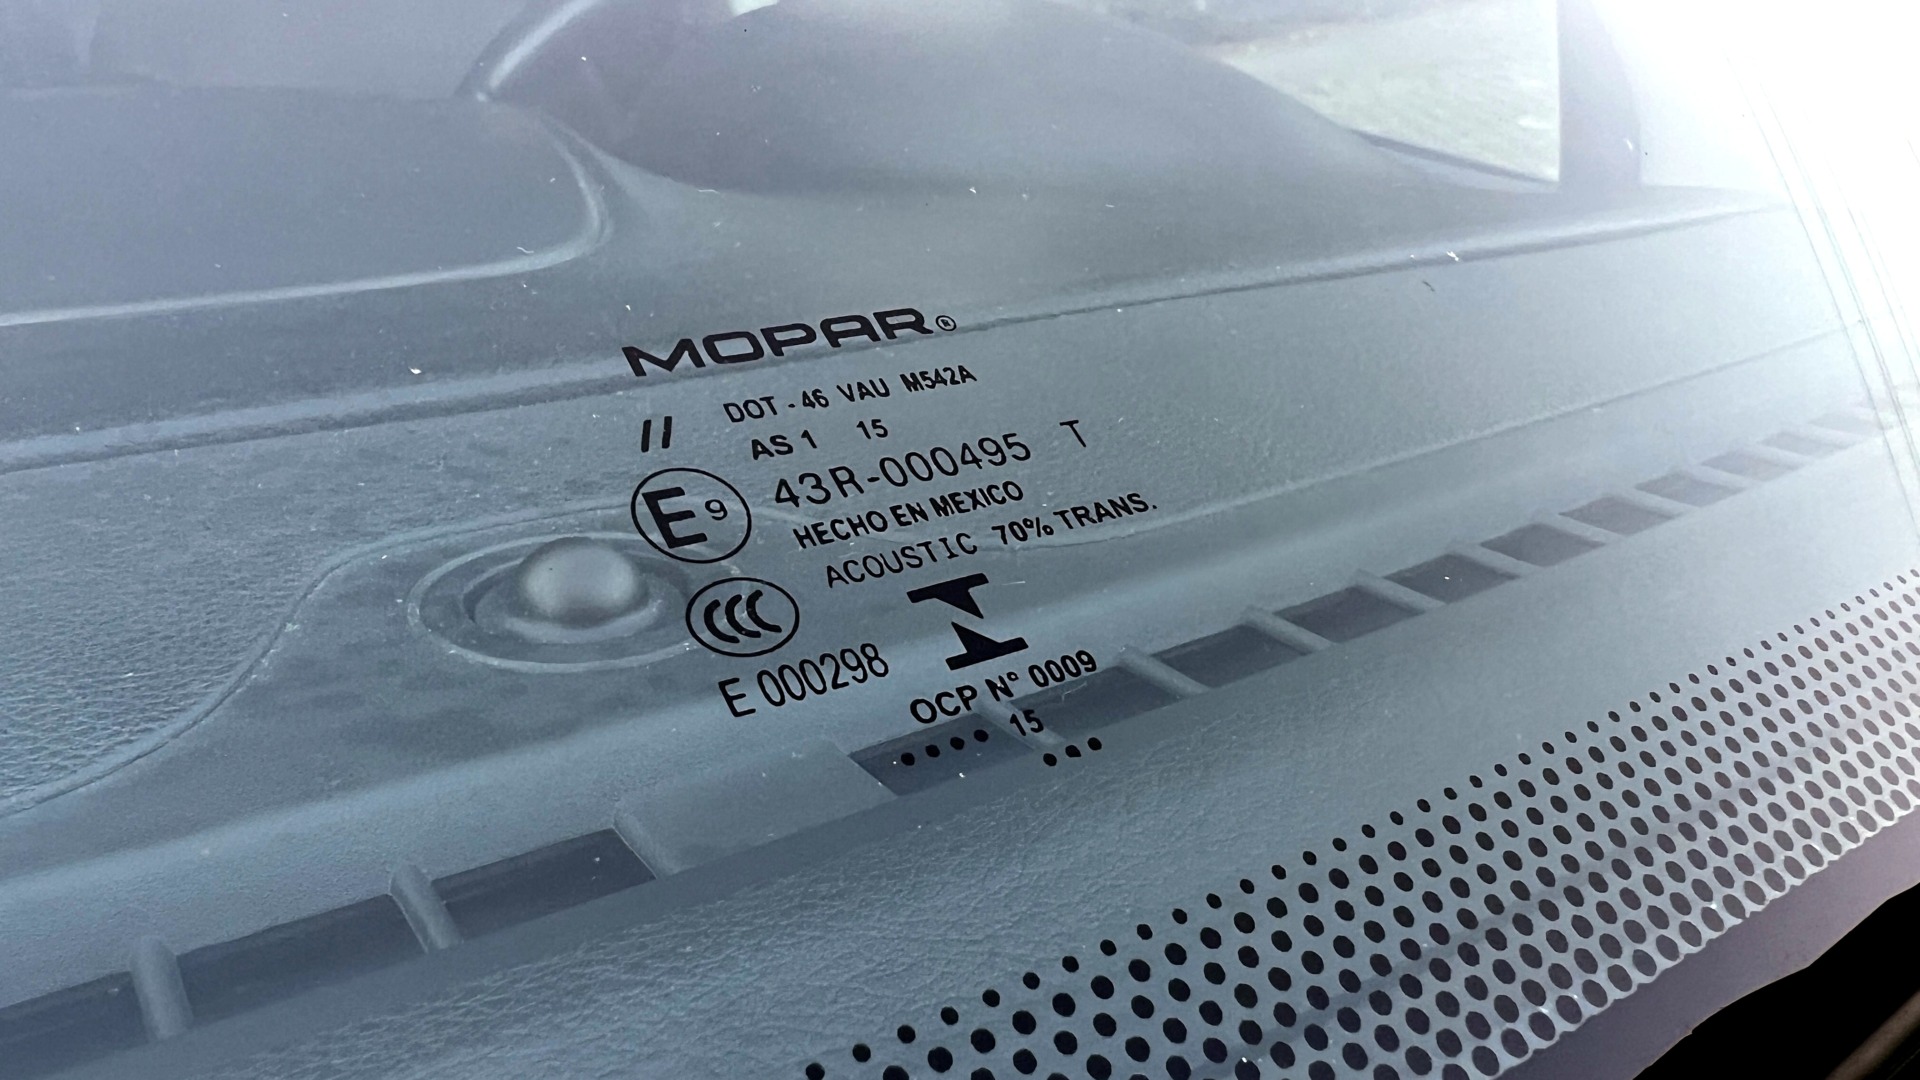 MOPAR®
DOT - 46 VAU M542A
// AS 1 15
E9 43R-000495 T
HECHO EN MEXICO
ACOUSTIC 70% TRANS.
CCC
E 000298
OCP N° 0009
15